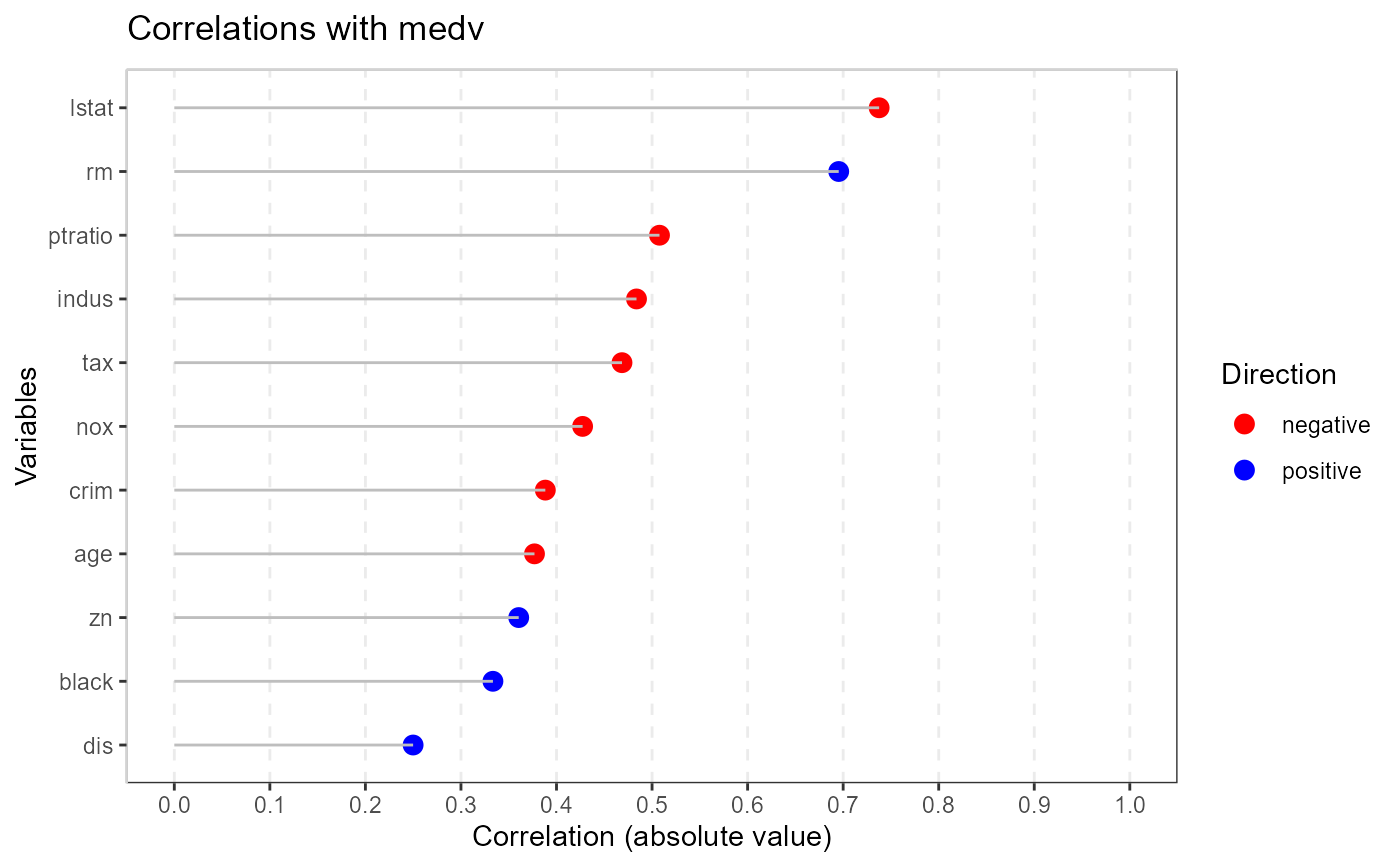 Correlations with medv
lstat
rm
ptratio
indus
tax
nox
crim
age
zn
black
dis
Variables
0.0 0.1 0.2 0.3 0.4 0.5 0.6 0.7 0.8 0.9 1.0
Correlation (absolute value)
Direction
negative
positive